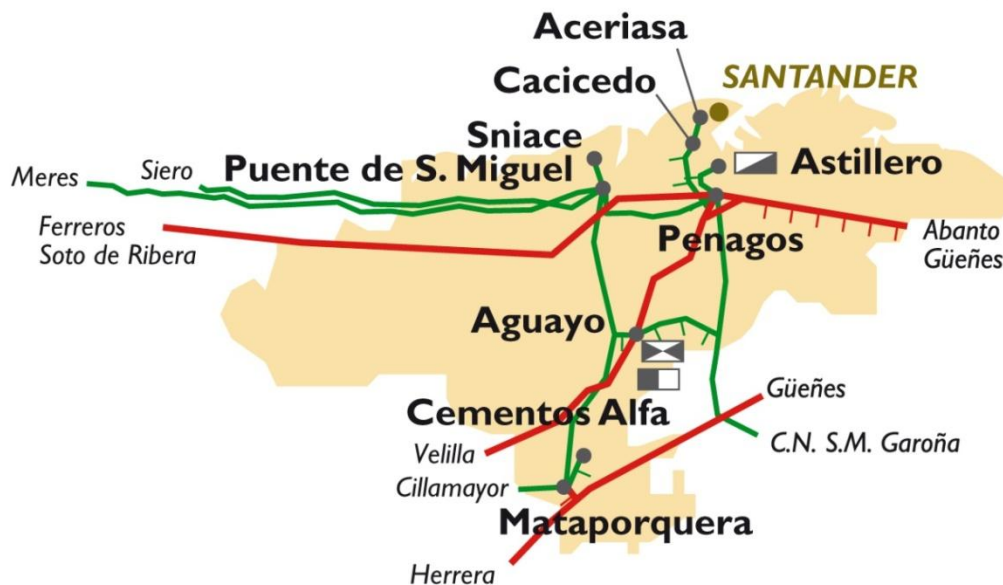 Aceriasa
SANTANDER
Cacicedo
Sniace
Siero
Puente de S. Miguel
Astillero
Meres
Ferreros
Soto de Ribera
Penagos
Abanto
Güeñes
Aguayo
Güeñes
Cementos Alfa
Velilla
C.N. S.M. Garoña
Cillamayor
Mataporquera
Herrera